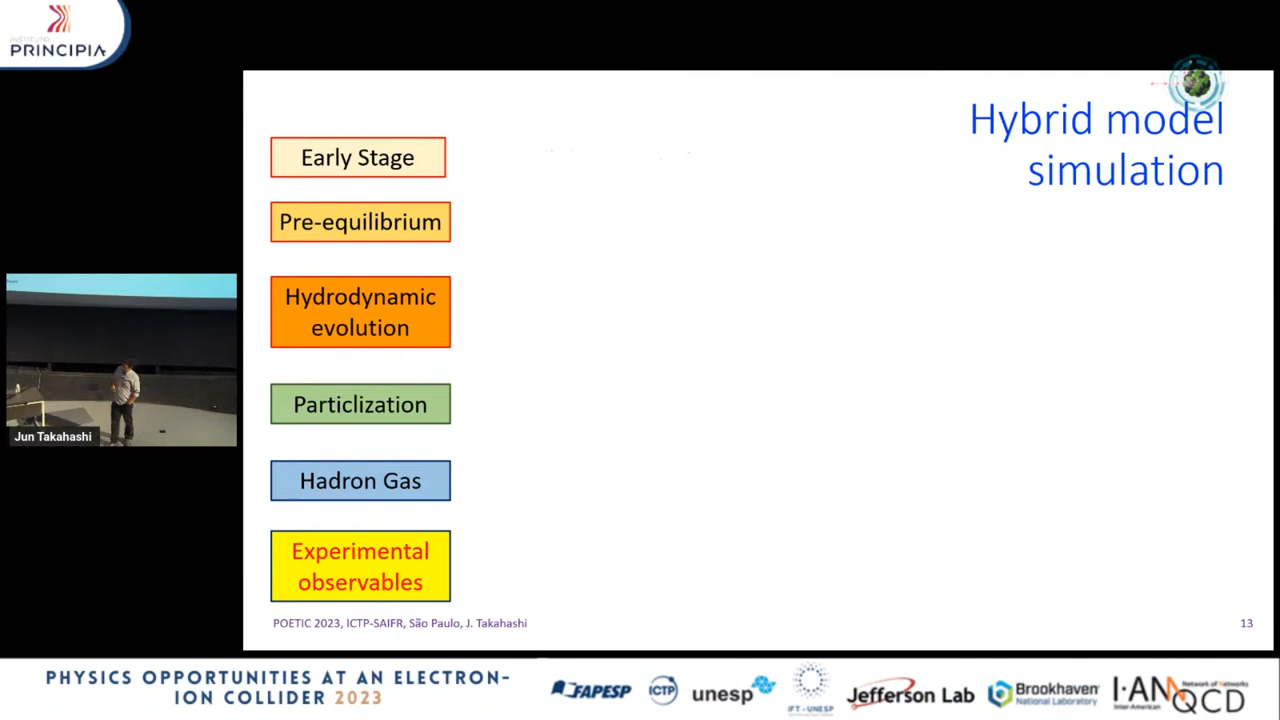 INSTITUTO
PRINCIPIA
Hybrid model
simulation
Early Stage
Pre-equilibrium
Hydrodynamic
evolution
Particlization
Hadron Gas
Experimental
observables
Jun Takahashi
POETIC 2023, ICTP-SAIFR, São Paulo, J. Takahashi
13
PHYSICS OPPORTUNITIES AT AN ELECTRON-
ION COLLIDER 2023
FAPESP
ICTP
unesp
IFT - UNESP
Jefferson Lab
Brookhaven
National Laboratory
I·ANQCD
Inter-American
Network of Networks